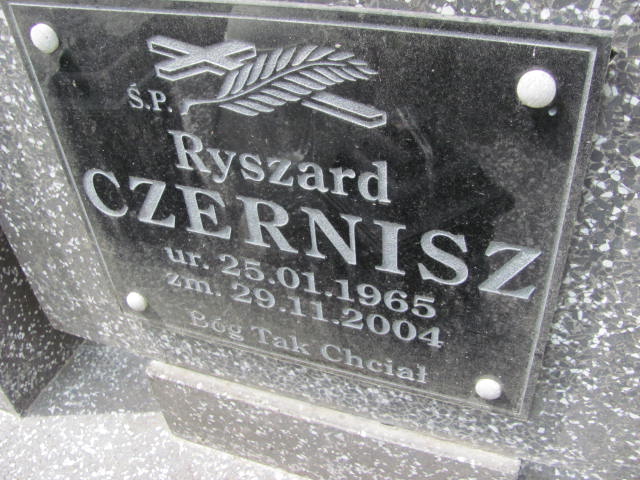 Ś.P.
Ryszard
CZERNISZ
ur. 25.01.1965
zm. 29.11.2004
Bóg Tak Chciał